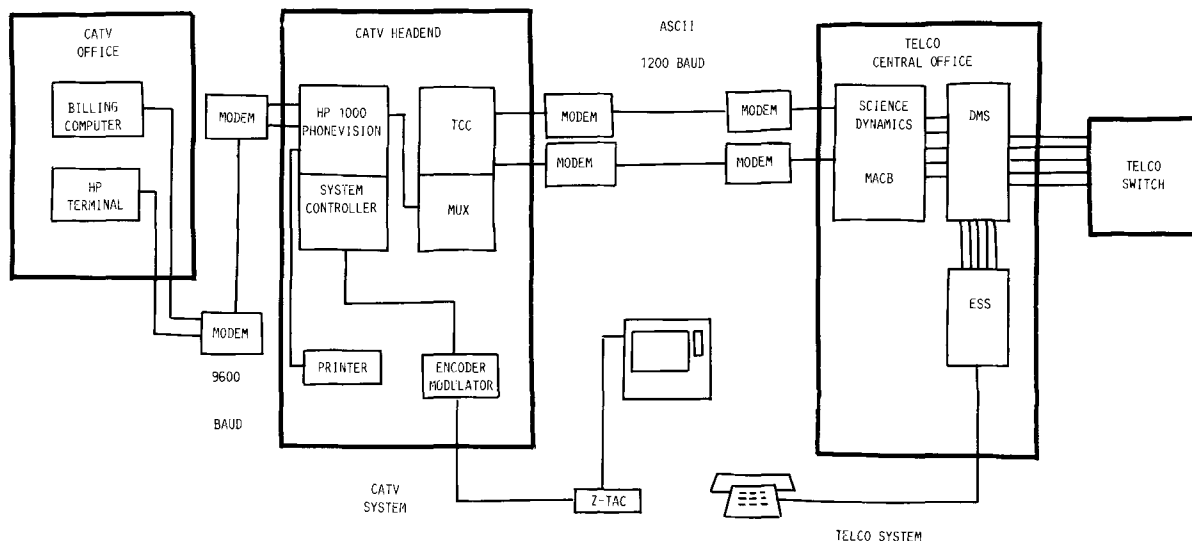 CATV
OFFICE
BILLING
COMPUTER
HP
TERMINAL
MODEM
MODEM
9600
BAUD
CATV HEADEND
HP 1000
PHONEVISION
SYSTEM
CONTROLLER
TCC
MUX
PRINTER
ENCODER
MODULATOR
ASCII
1200 BAUD
MODEM
MODEM
MODEM
MODEM
TELCO
CENTRAL OFFICE
SCIENCE
DYNAMICS
MACB
DMS
ESS
TELCO
SWITCH
CATV
SYSTEM
Z-TAC
TELCO SYSTEM